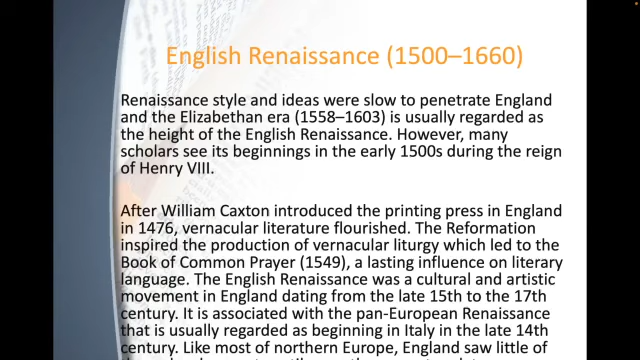 English Renaissance (1500–1660)
Renaissance style and ideas were slow to penetrate England
and the Elizabethan era (1558–1603) is usually regarded as
the height of the English Renaissance. However, many
scholars see its beginnings in the early 1500s during the reign
of Henry VIII.
After William Caxton introduced the printing press in England
in 1476, vernacular literature flourished. The Reformation
inspired the production of vernacular liturgy which led to the
Book of Common Prayer (1549), a lasting influence on literary
language. The English Renaissance was a cultural and artistic
movement in England dating from the late 15th to the 17th
century. It is associated with the pan-European Renaissance
that is usually regarded as beginning in Italy in the late 14th
century. Like most of northern Europe, England saw little of